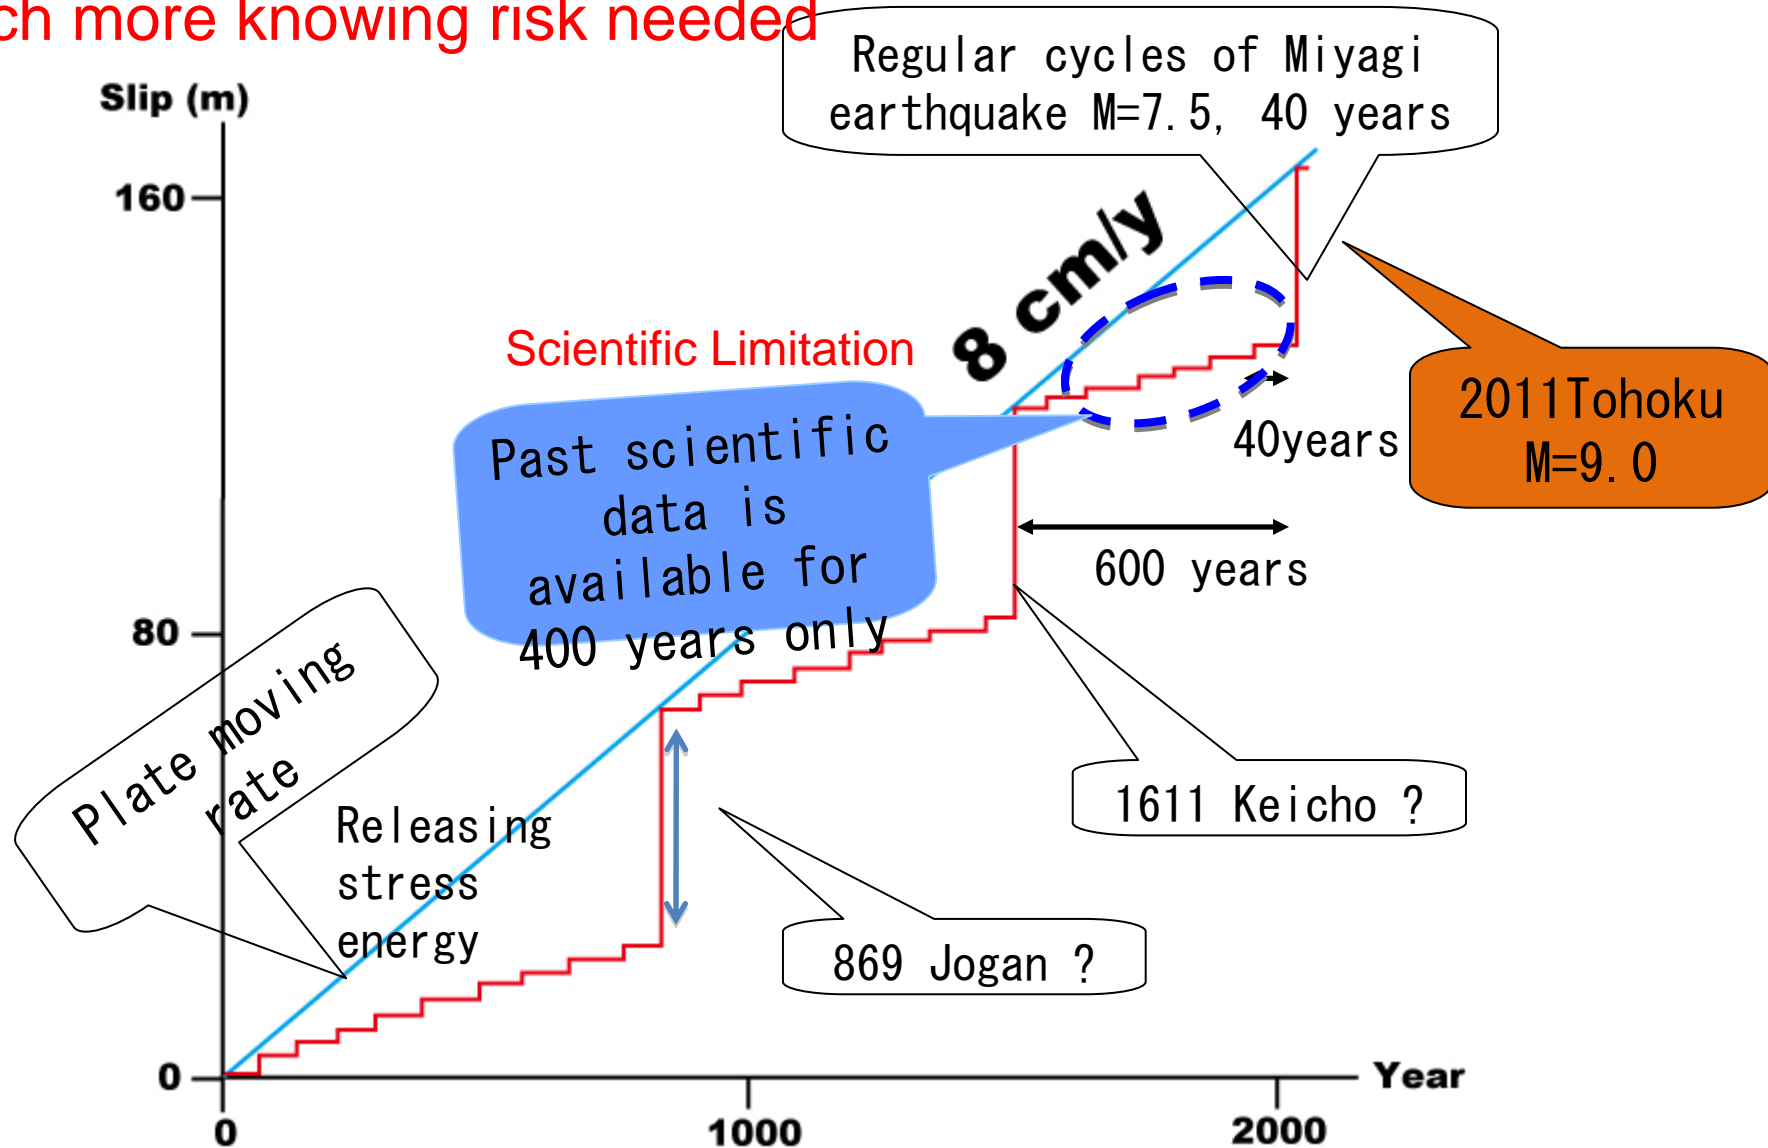 more knowing risk needed
Regular cycles of Miyagi
earthquake M=7.5, 40 years
Slip (m)
160
8 cm/y
Scientific Limitation
2011Tohoku
M=9.0
Past scientific
data is
available for
400 years only
40years
600 years
80
Plate moving
rate
Releasing
stress
energy
1611 Keicho ?
869 Jogan ?
0
Year
0
1000
2000